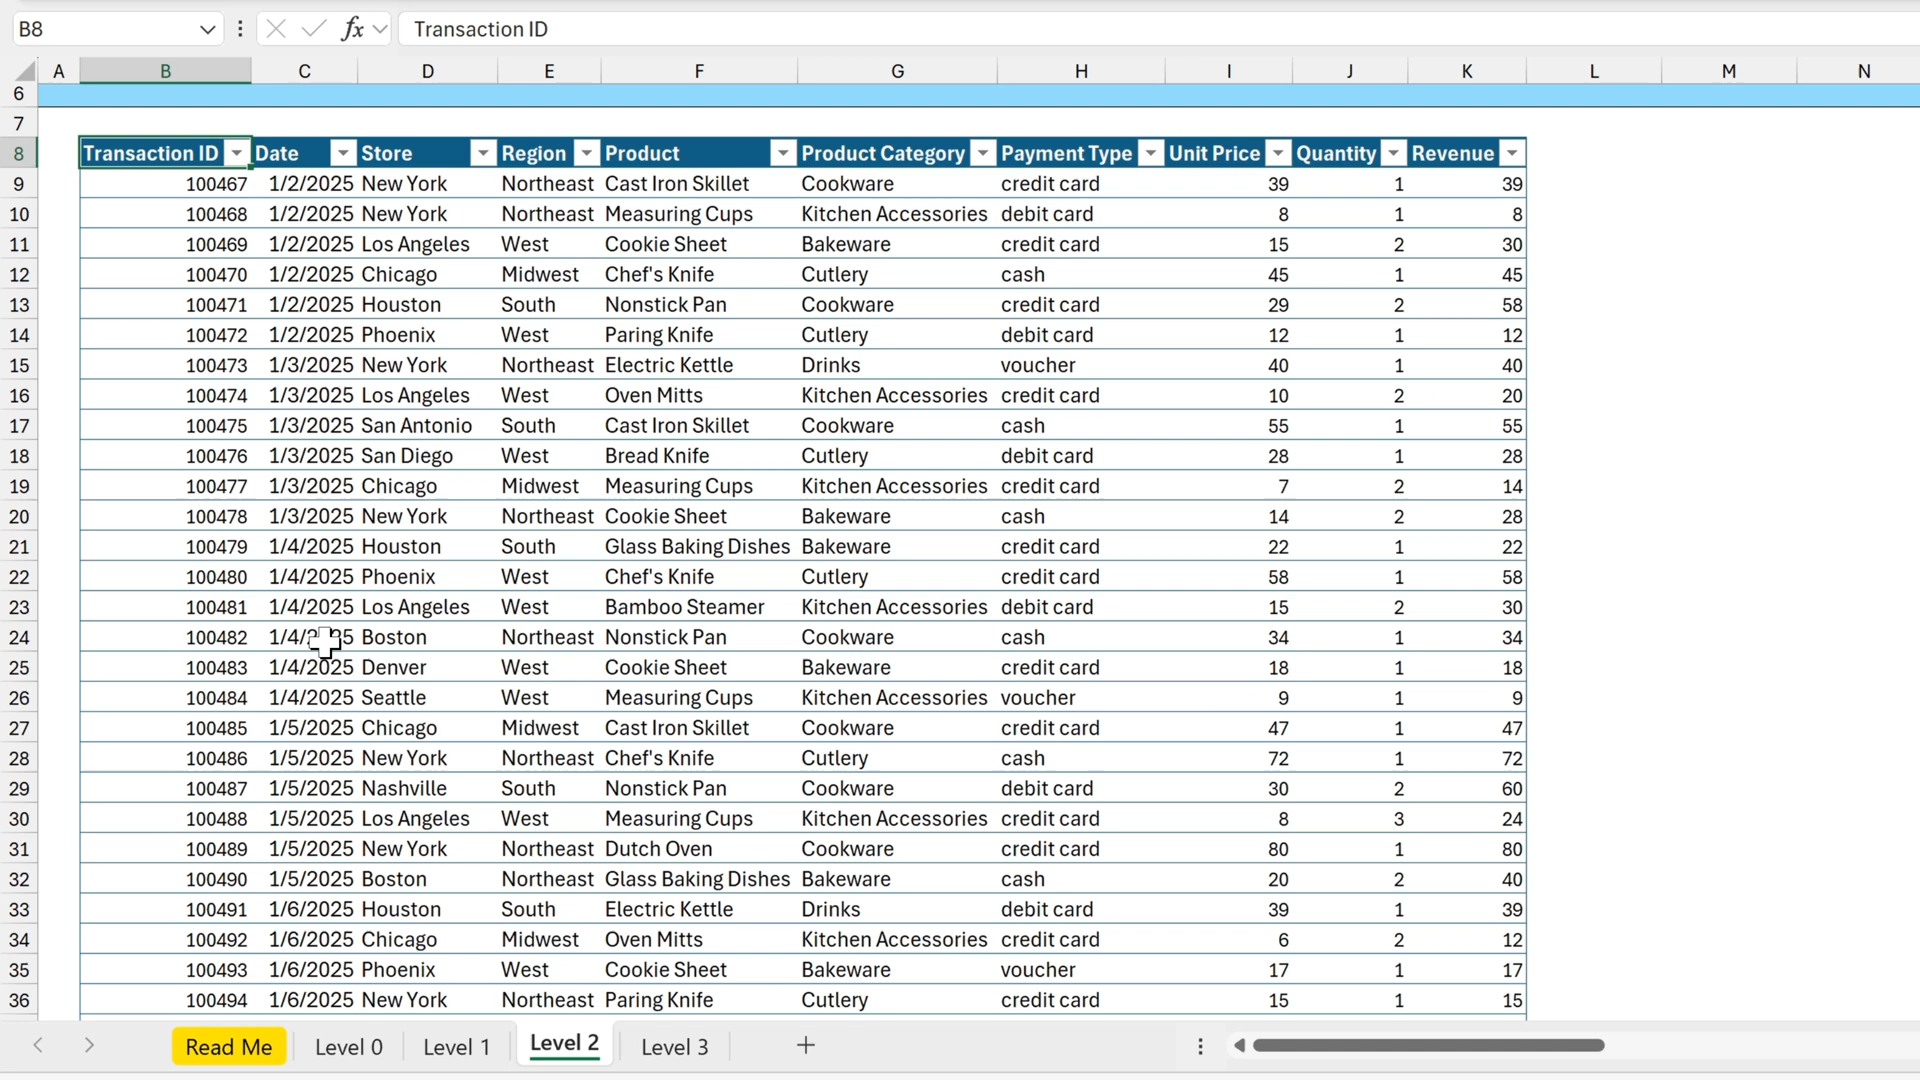 B8 fx Transaction ID
A B C D E F G H I J K L M N
6
7
8 Transaction ID Date Store Region Product Product Category Payment Type Unit Price Quantity Revenue
9 100467 1/2/2025 New York Northeast Cast Iron Skillet Cookware credit card 39 1 39
10 100468 1/2/2025 New York Northeast Measuring Cups Kitchen Accessories debit card 8 1 8
11 100469 1/2/2025 Los Angeles West Cookie Sheet Bakeware credit card 15 2 30
12 100470 1/2/2025 Chicago Midwest Chef's Knife Cutlery cash 45 1 45
13 100471 1/2/2025 Houston South Nonstick Pan Cookware credit card 29 2 58
14 100472 1/2/2025 Phoenix West Paring Knife Cutlery debit card 12 1 12
15 100473 1/3/2025 New York Northeast Electric Kettle Drinks voucher 40 1 40
16 100474 1/3/2025 Los Angeles West Oven Mitts Kitchen Accessories credit card 10 2 20
17 100475 1/3/2025 San Antonio South Cast Iron Skillet Cookware cash 55 1 55
18 100476 1/3/2025 San Diego West Bread Knife Cutlery debit card 28 1 28
19 100477 1/3/2025 Chicago Midwest Measuring Cups Kitchen Accessories credit card 7 2 14
20 100478 1/3/2025 New York Northeast Cookie Sheet Bakeware cash 14 2 28
21 100479 1/4/2025 Houston South Glass Baking Dishes Bakeware credit card 22 1 22
22 100480 1/4/2025 Phoenix West Chef's Knife Cutlery credit card 58 1 58
23 100481 1/4/2025 Los Angeles West Bamboo Steamer Kitchen Accessories debit card 15 2 30
24 100482 1/4/2025 Boston Northeast Nonstick Pan Cookware cash 34 1 34
25 100483 1/4/2025 Denver West Cookie Sheet Bakeware credit card 18 1 18
26 100484 1/4/2025 Seattle West Measuring Cups Kitchen Accessories voucher 9 1 9
27 100485 1/5/2025 Chicago Midwest Cast Iron Skillet Cookware credit card 47 1 47
28 100486 1/5/2025 New York Northeast Chef's Knife Cutlery cash 72 1 72
29 100487 1/5/2025 Nashville South Nonstick Pan Cookware debit card 30 2 60
30 100488 1/5/2025 Los Angeles West Measuring Cups Kitchen Accessories credit card 8 3 24
31 100489 1/5/2025 New York Northeast Dutch Oven Cookware credit card 80 1 80
32 100490 1/5/2025 Boston Northeast Glass Baking Dishes Bakeware cash 20 2 40
33 100491 1/6/2025 Houston South Electric Kettle Drinks debit card 39 1 39
34 100492 1/6/2025 Chicago Midwest Oven Mitts Kitchen Accessories credit card 6 2 12
35 100493 1/6/2025 Phoenix West Cookie Sheet Bakeware voucher 17 1 17
36 100494 1/6/2025 New York Northeast Paring Knife Cutlery credit card 15 1 15
Read Me Level 0 Level 1 Level 2 Level 3